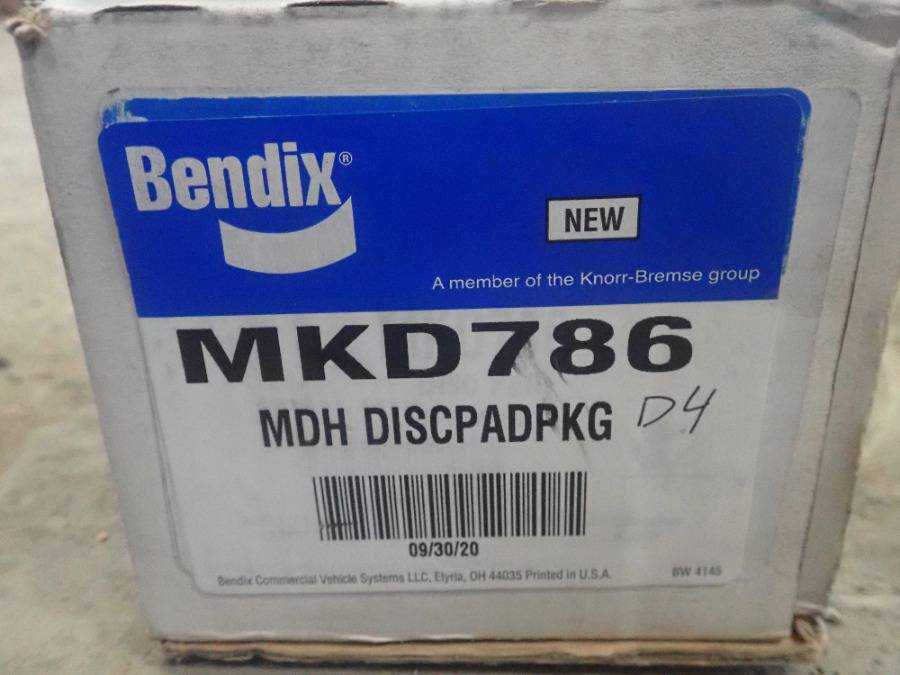 Bendix®
NEW
A member of the Knorr-Bremse group
MKD786
MDH DISCPADPKG D4
09/30/20
Bendix Commercial Vehicle Systems LLC, Elyria, OH 44035 Printed in U.S.A. BW 4145